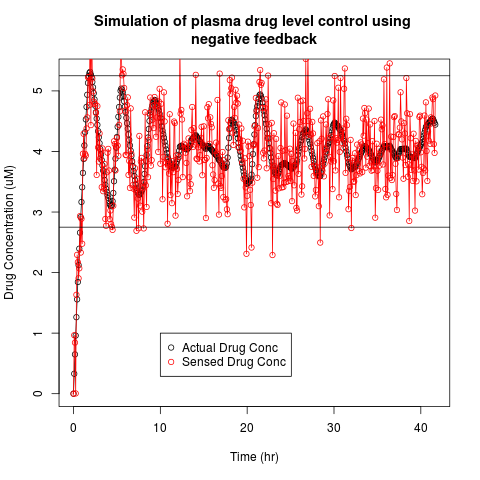 Simulation of plasma drug level control using
negative feedback
Drug Concentration (uM)
5
4
3
2
1
0
Actual Drug Conc
Sensed Drug Conc
0 10 20 30 40
Time (hr)